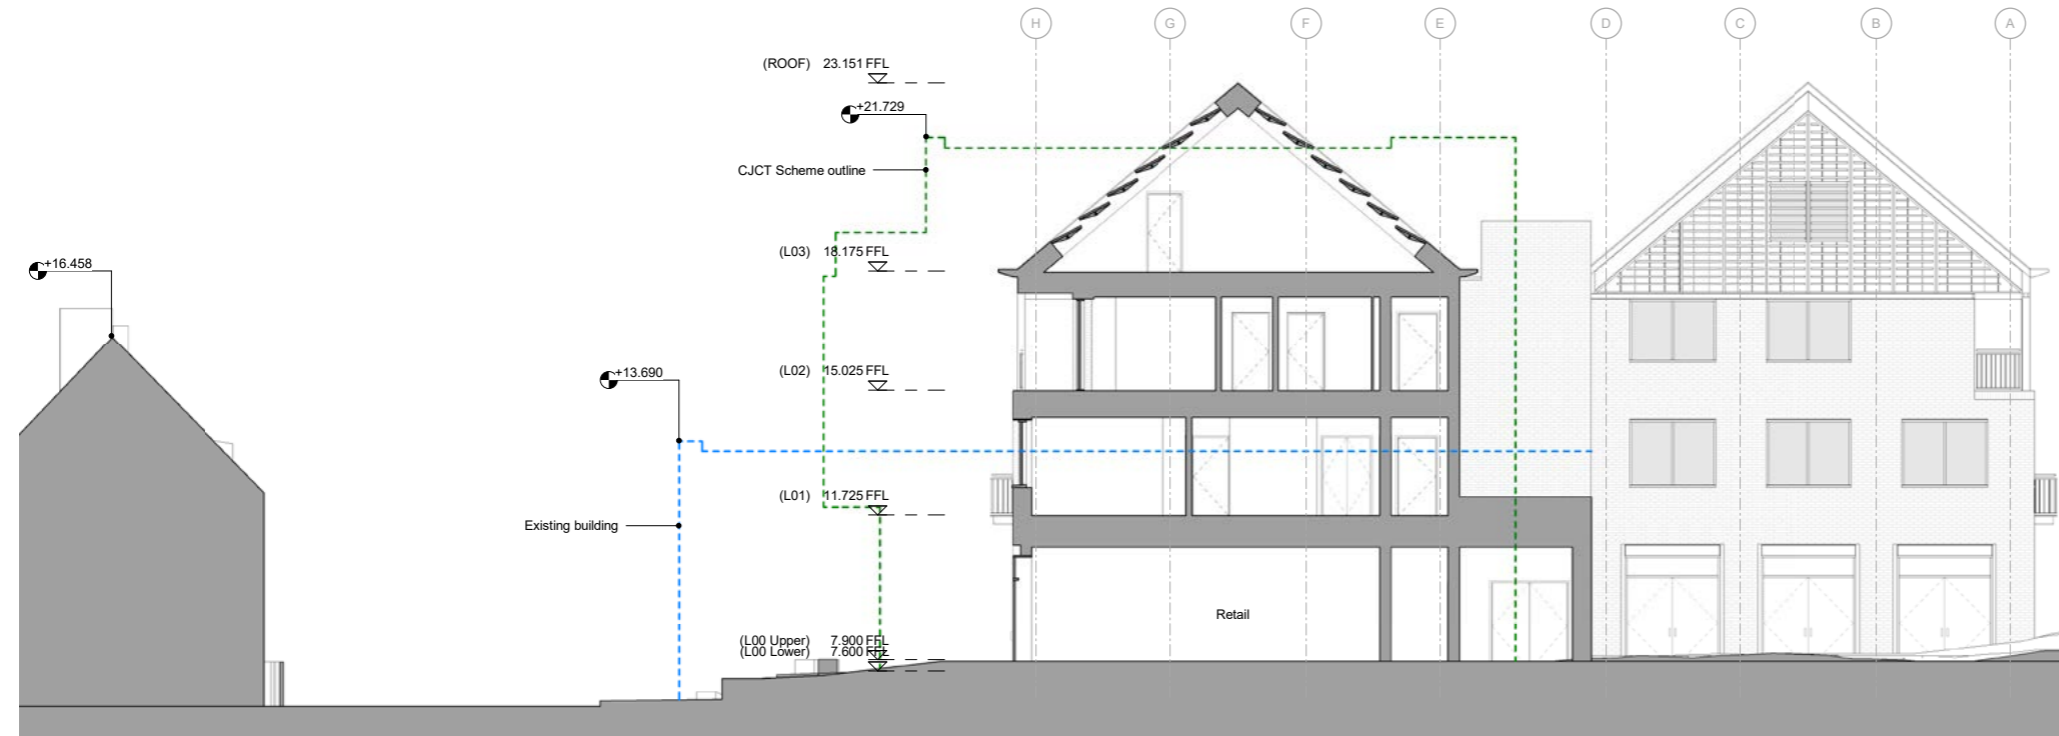 H G F E D C B A
(ROOF) 23.151 FFL
+21.729
CJCT Scheme outline
(L03) 18.175 FFL
+16.458
(L02) 15.025 FFL
+13.690
(L01) 11.725 FFL
Existing building
Retail
(L00 Upper) 7.900 FFL
(L00 Lower) 7.600 FFL